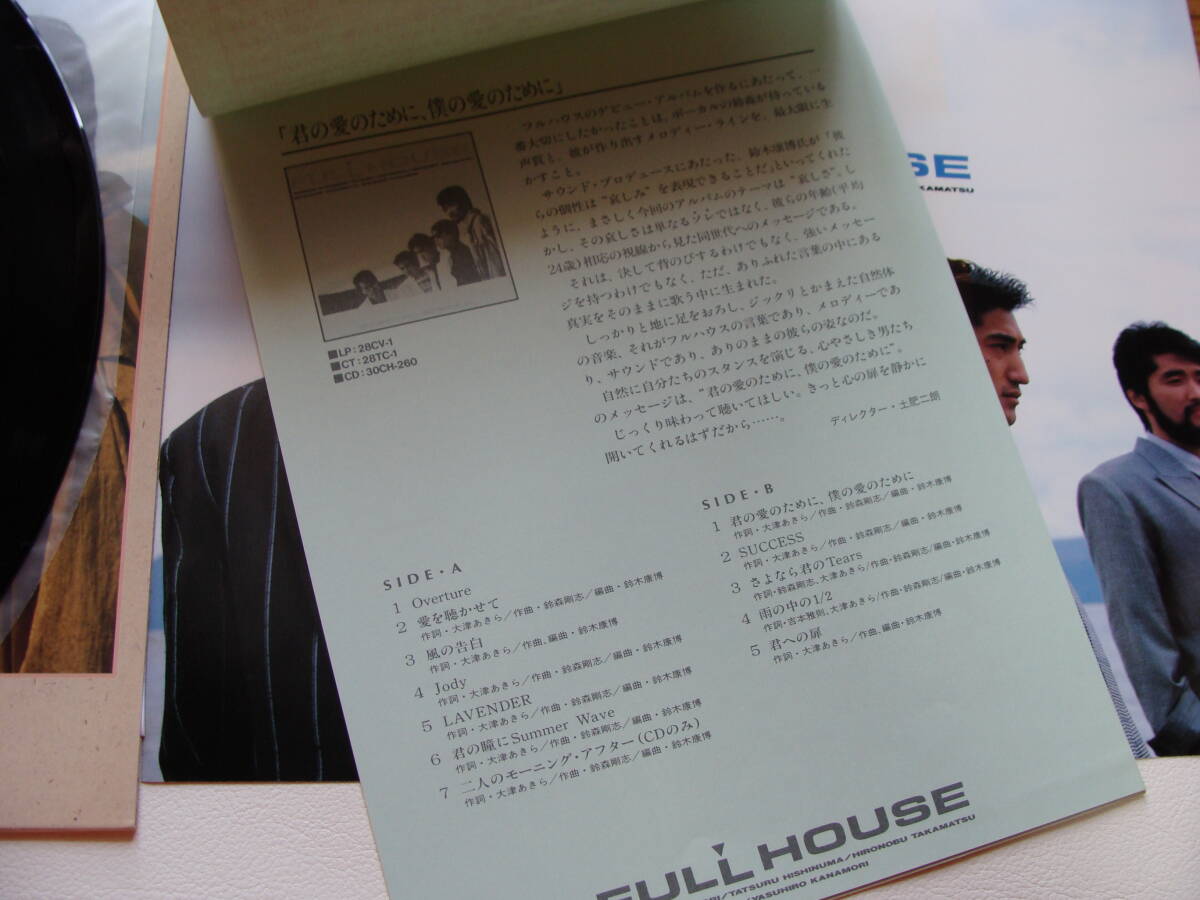 「君の愛のために、僕の愛のために」
■LP:28CV-1
■CT:28TC-1
■CD:30CH-260
フルハウスのデビュー・アルバムを作るにあたって、一
番大切にしたかったことは、ボーカルの鈴森が持っている
声質と、彼が作り出すメロディー・ラインを、最大限に生
かすこと。
サウンド・プロデュースにあたった、鈴木康博氏が「彼
らの個性は“哀しみ”を表現できることだ」といってくれた
ように、まさしく今回のアルバムのテーマは“哀しさ”。し
かし、その哀しさは単なるソレではなく、彼らの年齢(平均
24歳)相応の視線から見た同世代へのメッセージである。
それは、決して背のびするわけでもなく、強いメッセー
ジを持つわけでもなく、ただ、ありふれた言葉の中にある
真実をそのままに歌う中に生まれた。
しっかりと地に足をおろし、ジックリとかまえた自然体
の音楽、それがフルハウスの言葉であり、メロディーであ
り、サウンドであり、ありのままの彼らの姿なのだ。
自然に自分たちのスタンスを演じる、心やさしき男たち
のメッセージは、“君の愛のために、僕の愛のために”。
じっくり味わって聴いてほしい。きっと心の扉を静かに
開いてくれるはずだから……。
ディレクター・土肥二朗
SIDE・A
1 Overture
2 愛を聴かせて
作詞・大津あきら/作曲・鈴森剛志/編曲・鈴木康博
3 風の告白
作詞・大津あきら/作曲、編曲・鈴木康博
4 Jody
作詞・大津あきら/作曲・鈴森剛志/編曲・鈴木康博
5 LAVENDER
作詞・大津あきら/作曲・鈴森剛志/編曲・鈴木康博
6 君の瞳にSummer Wave
作詞・大津あきら/作曲・鈴森剛志/編曲・鈴木康博
7 二人のモーニング・アフター(CDのみ)
作詞・大津あきら/作曲・鈴森剛志/編曲・鈴木康博
SIDE・B
1 君の愛のために、僕の愛のために
作詞・大津あきら/作曲・鈴森剛志/編曲・鈴木康博
2 SUCCESS
作詞・大津あきら/作曲・鈴森剛志/編曲・鈴木康博
3 さよなら君のTears
作詞・鈴森剛志、大津あきら/作曲・鈴森剛志/編曲・鈴木康博
4 雨の中の1/2
作詞・吉本雅則、大津あきら/作曲・鈴森剛志/編曲・鈴木康博
5 君への扉
作詞・大津あきら/作曲、編曲・鈴木康博
FULL HOUSE
/TATSURU HISHINUMA/HIRONOBU TAKAMATSU
/YASUHIRO KANAMORI
USE
KAMATSU